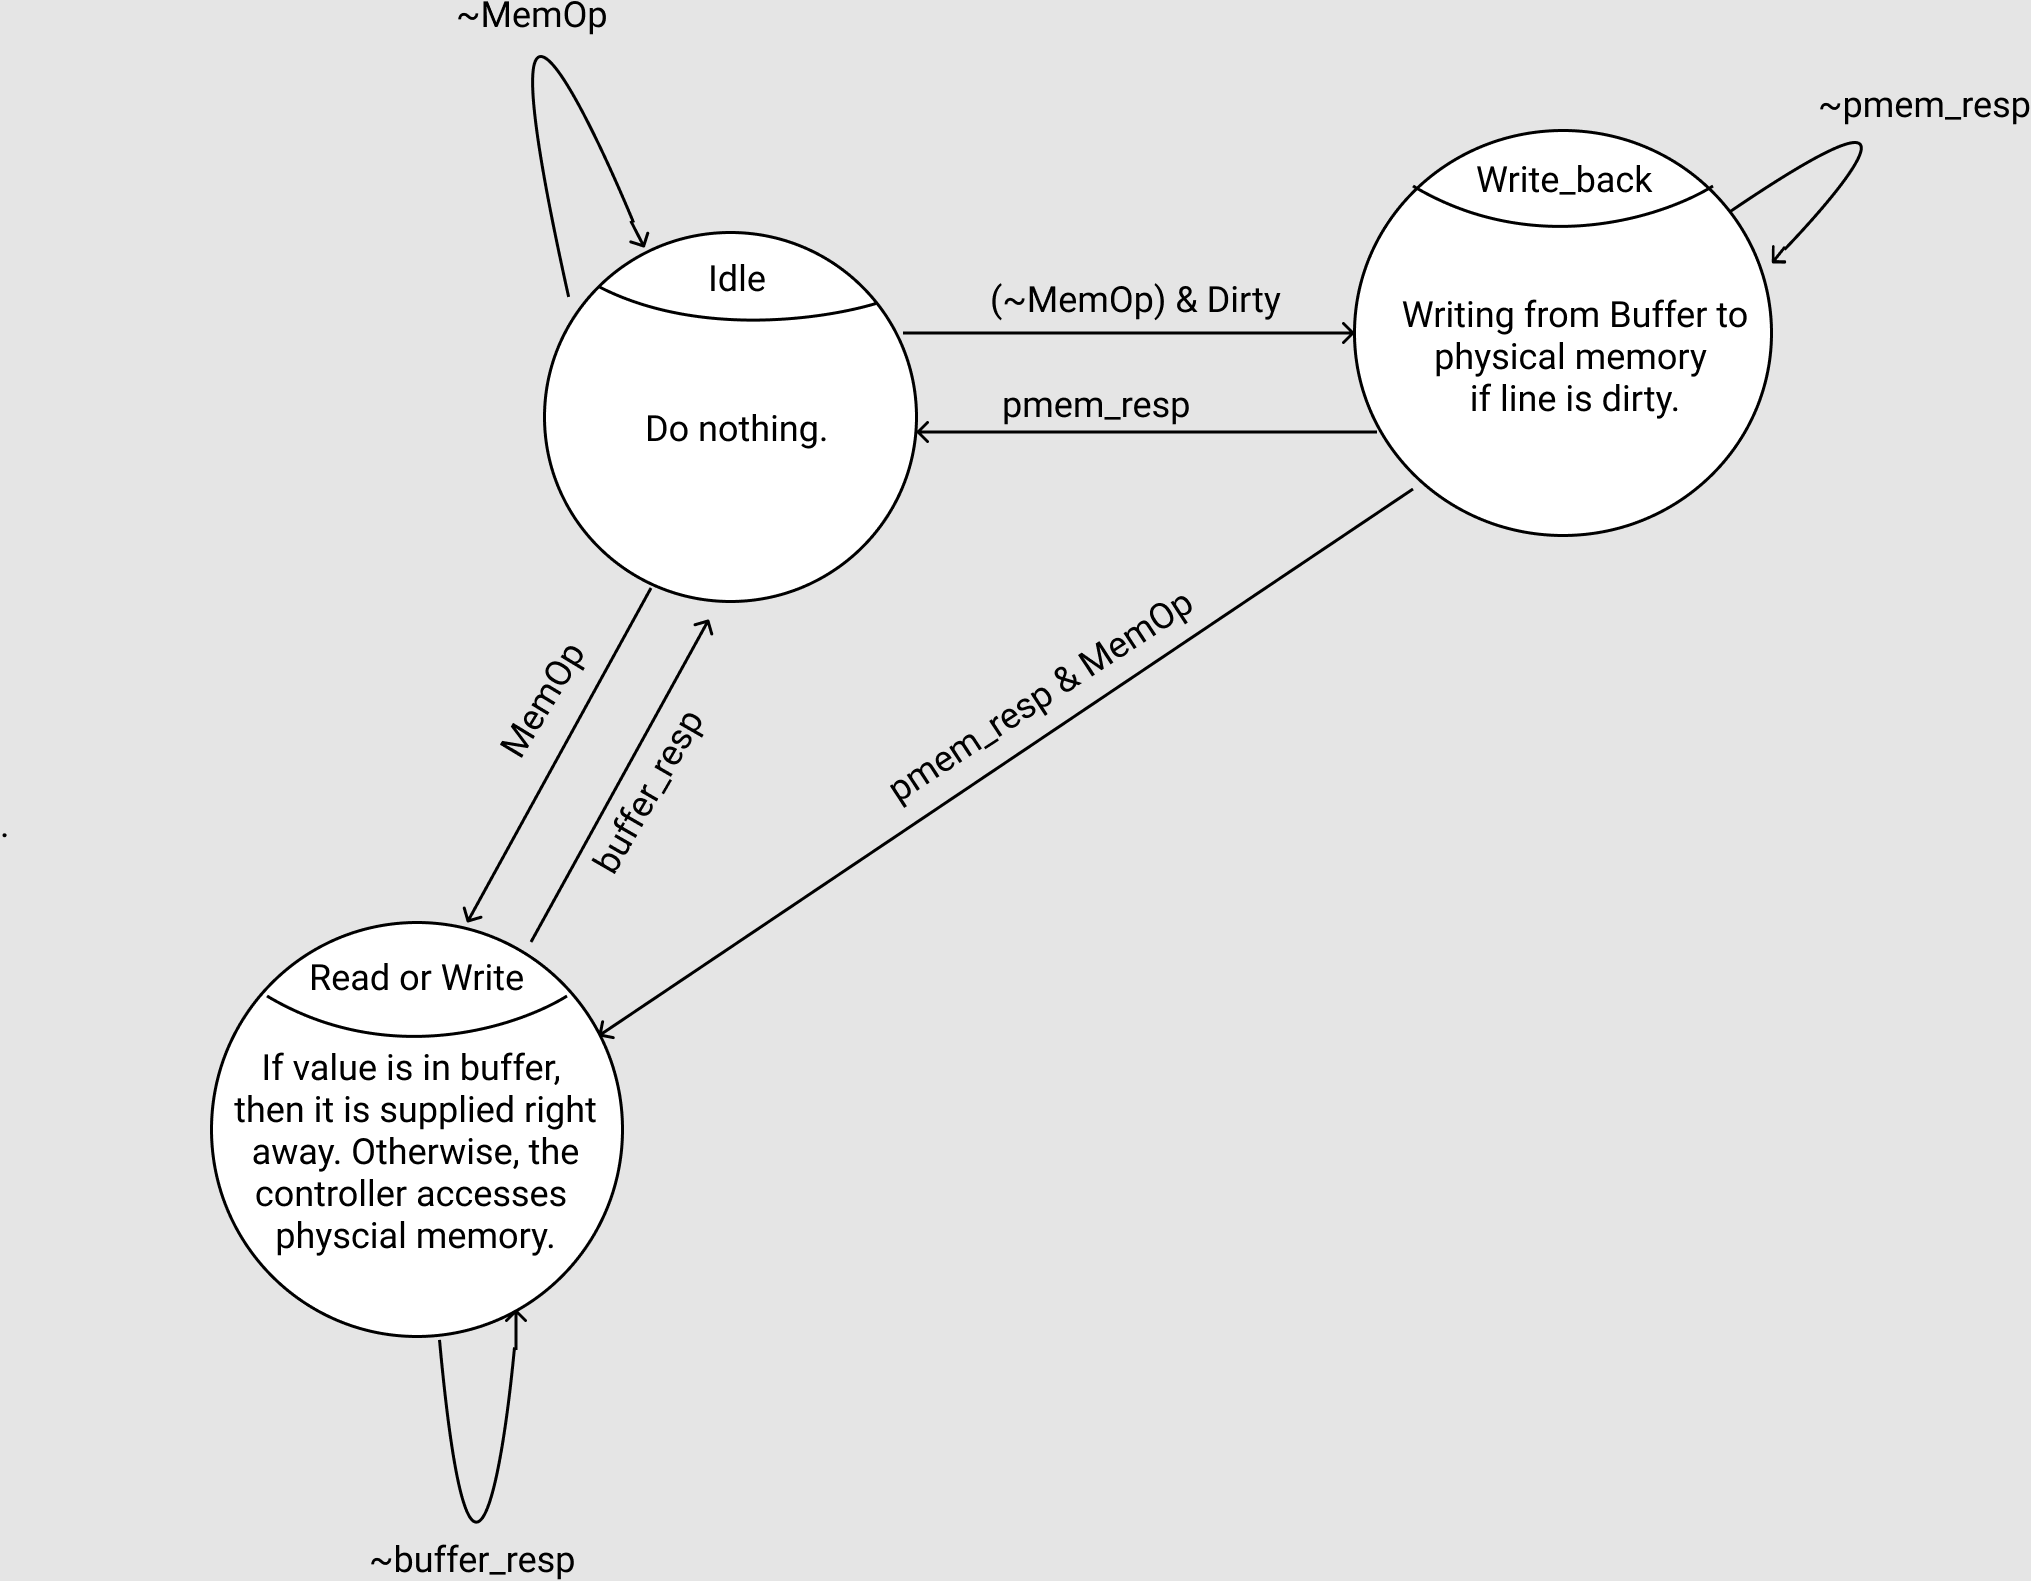 ~MemOp
~pmem_resp
Write_back
Idle
(~MemOp) & Dirty
Writing from Buffer to
physical memory
if line is dirty.
pmem_resp
Do nothing.
MemOp
buffer_resp
pmem_resp & MemOp
.
Read or Write
If value is in buffer,
then it is supplied right
away. Otherwise, the
controller accesses
physcial memory.
~buffer_resp